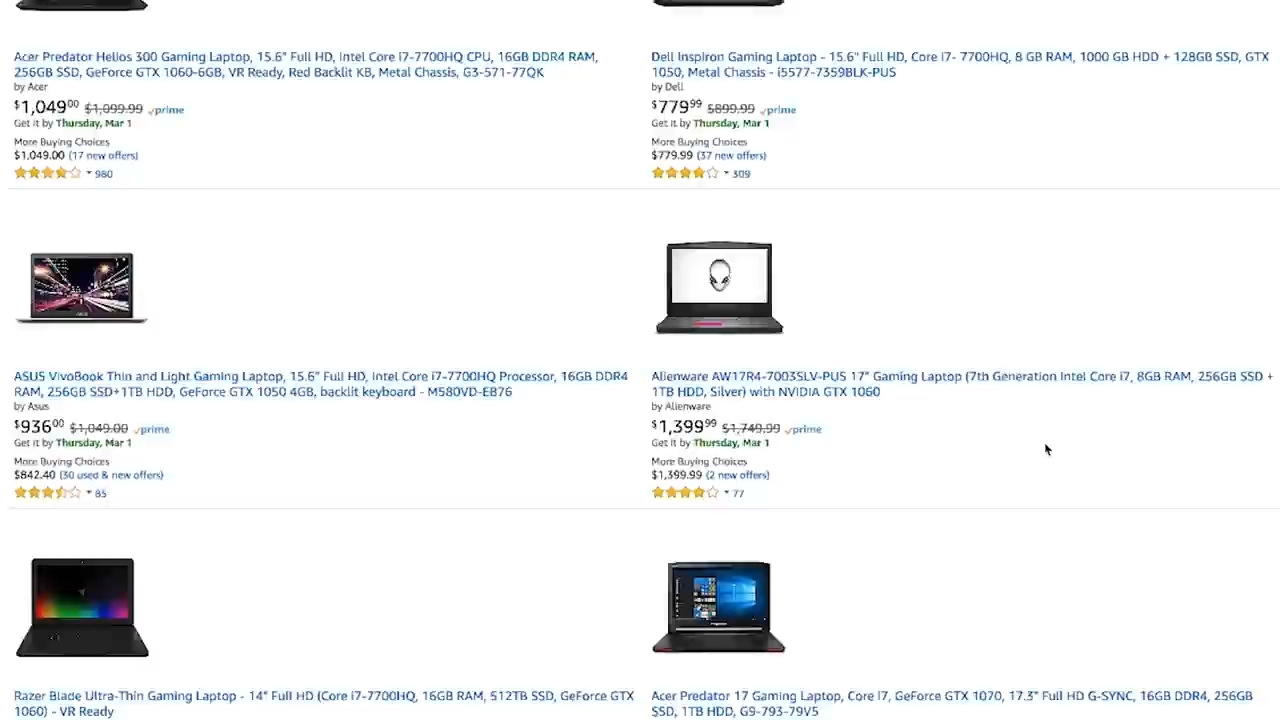 Acer Predator Helios 300 Gaming Laptop, 15.6" Full HD, Intel Core i7-7700HQ CPU, 16GB DDR4 RAM,
256GB SSD, GeForce GTX 1060-6GB, VR Ready, Red Backlit KB, Metal Chassis, G3-571-77QK
by Acer
$1,049.00 $1,099.99 prime
Get it by Thursday, Mar 1
More Buying Choices
$1,049.00 (17 new offers)
980
Dell Inspiron Gaming Laptop - 15.6" Full HD, Core i7- 7700HQ, 8 GB RAM, 1000 GB HDD + 128GB SSD, GTX
1050, Metal Chassis - i5577-7359BLK-PUS
by Dell
$779.99 $899.99 prime
Get it by Thursday, Mar 1
More Buying Choices
$779.99 (37 new offers)
309
ASUS VivoBook Thin and Light Gaming Laptop, 15.6" Full HD, Intel Core i7-7700HQ Processor, 16GB DDR4
RAM, 256GB SSD+1TB HDD, GeForce GTX 1050 4GB, backlit keyboard - M580VD-EB76
by Asus
$936.00 $1,049.00 prime
Get it by Thursday, Mar 1
More Buying Choices
$842.40 (30 used & new offers)
85
Alienware AW17R4-7003SLV-PUS 17" Gaming Laptop (7th Generation Intel Core i7, 8GB RAM, 256GB SSD +
1TB HDD, Silver) with NVIDIA GTX 1060
by Alienware
$1,399.99 $1,749.99 prime
Get it by Thursday, Mar 1
More Buying Choices
$1,399.99 (2 new offers)
77
Razer Blade Ultra-Thin Gaming Laptop - 14" Full HD (Core i7-7700HQ, 16GB RAM, 512TB SSD, GeForce GTX
1060) - VR Ready
Acer Predator 17 Gaming Laptop, Core i7, GeForce GTX 1070, 17.3" Full HD G-SYNC, 16GB DDR4, 256GB
SSD, 1TB HDD, G9-793-79V5